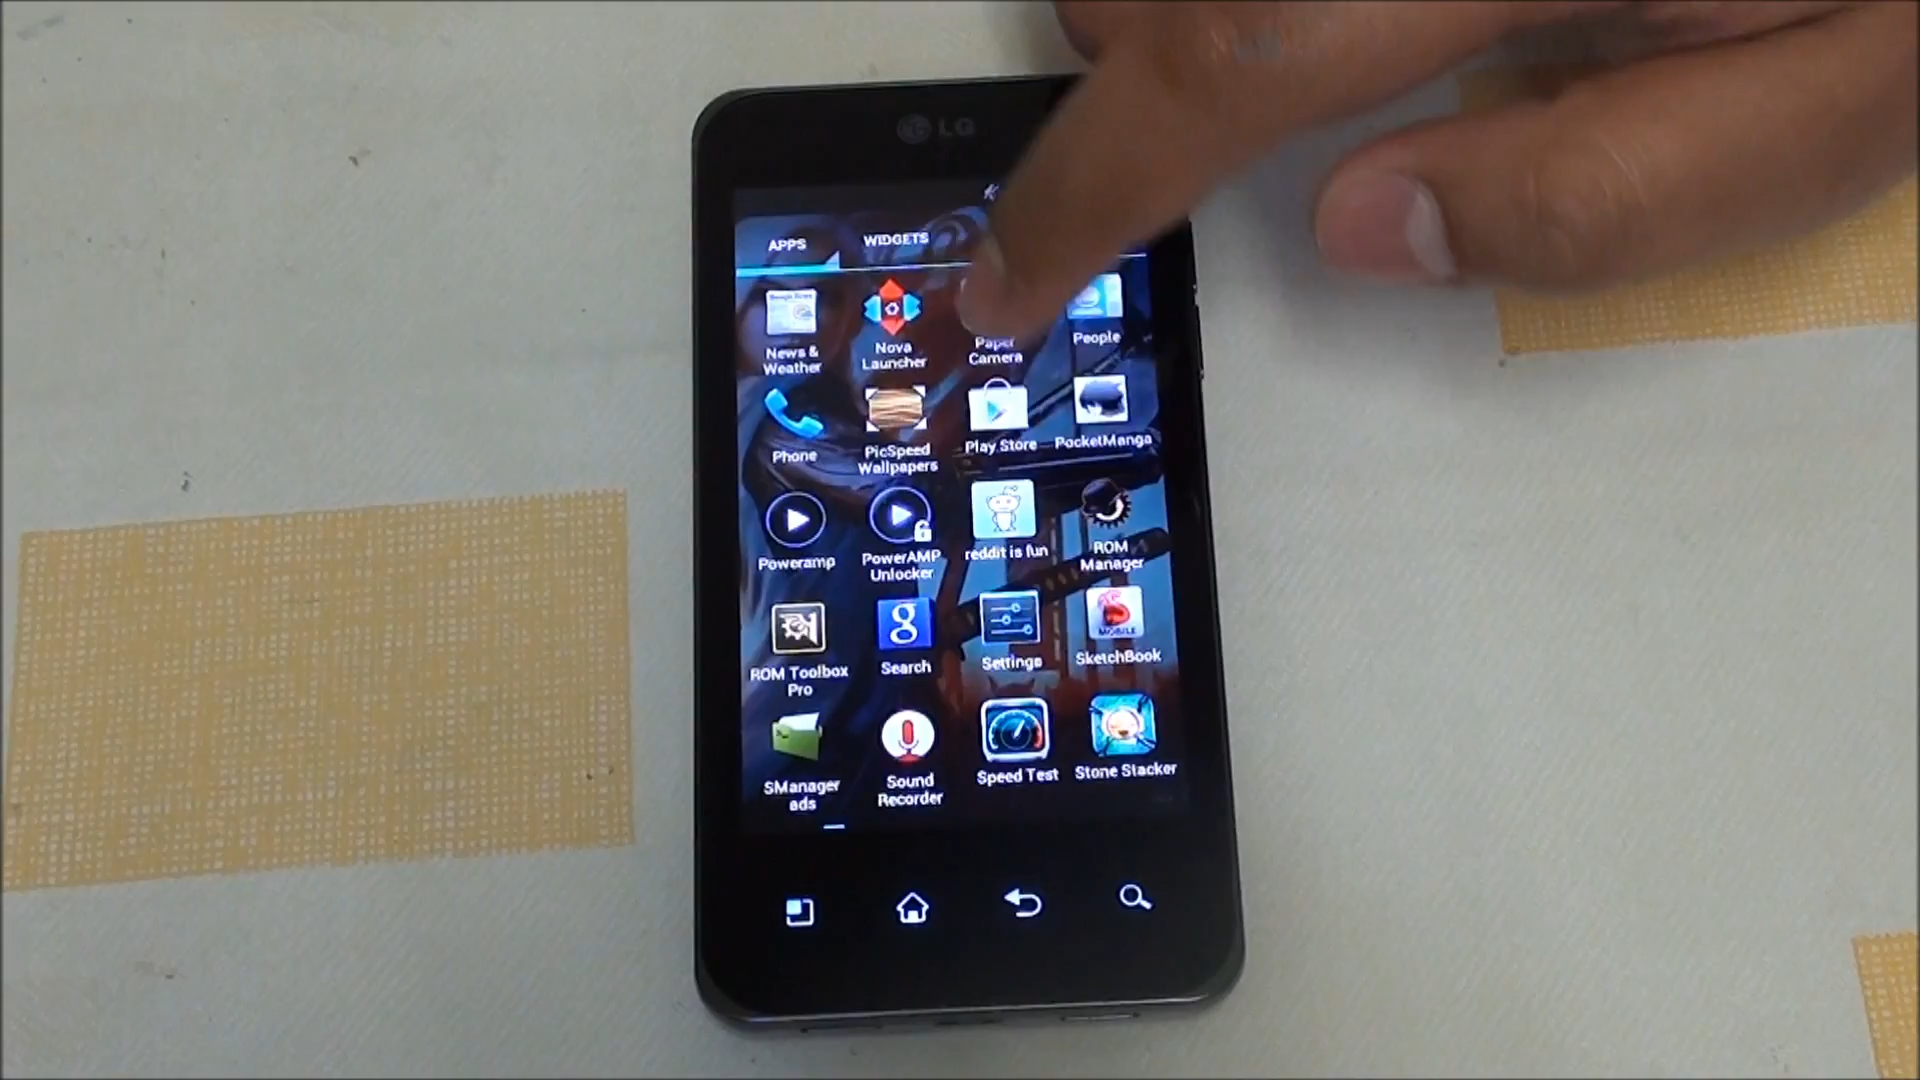 LG
APPS WIDGETS
News &
Weather
Nova
Launcher
Paper
Camera
People
Phone
PicSpeed
Wallpapers
Play Store
PocketManga
Poweramp
PowerAMP
Unlocker
reddit is fun
ROM
Manager
ROM Toolbox
Pro
g
Search
Settings
MOBILE
SketchBook
SManager
ads
Sound
Recorder
Speed Test
Stone Stacker